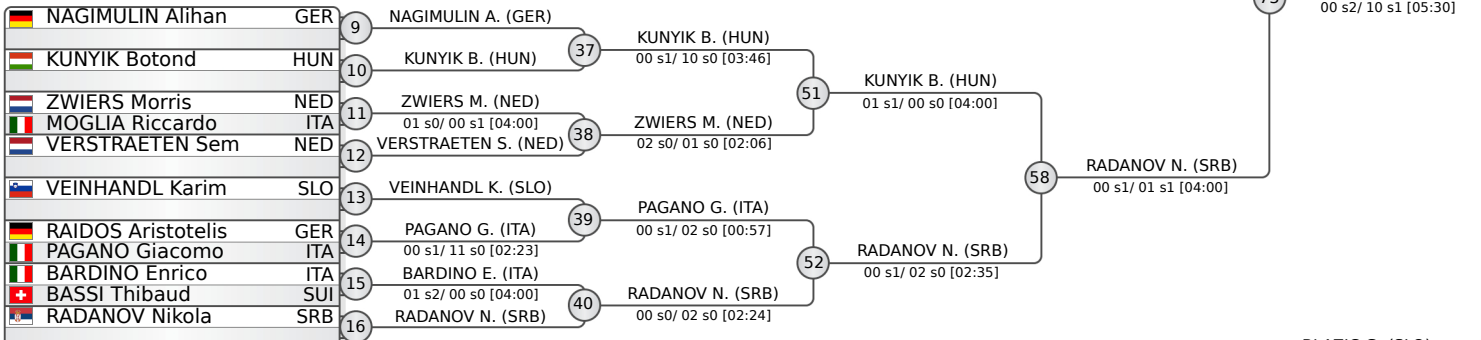 NAGIMULIN Alihan GER
KUNYIK Botond HUN
ZWIERS Morris NED
MOGLIA Riccardo ITA
VERSTRAETEN Sem NED
VEINHANDL Karim SLO
RAIDOS Aristotelis GER
PAGANO Giacomo ITA
BARDINO Enrico ITA
BASSI Thibaud SUI
RADANOV Nikola SRB
9
10
11
12
13
14
15
16
NAGIMULIN A. (GER)
KUNYIK B. (HUN)
ZWIERS M. (NED)
01 s0/ 00 s1 [04:00]
VERSTRAETEN S. (NED)
VEINHANDL K. (SLO)
PAGANO G. (ITA)
00 s1/ 11 s0 [02:23]
BARDINO E. (ITA)
01 s2/ 00 s0 [04:00]
RADANOV N. (SRB)
37
38
39
40
KUNYIK B. (HUN)
00 s1/ 10 s0 [03:46]
ZWIERS M. (NED)
02 s0/ 01 s0 [02:06]
PAGANO G. (ITA)
00 s1/ 02 s0 [00:57]
RADANOV N. (SRB)
00 s0/ 02 s0 [02:24]
51
52
KUNYIK B. (HUN)
01 s1/ 00 s0 [04:00]
RADANOV N. (SRB)
00 s1/ 02 s0 [02:35]
58
RADANOV N. (SRB)
00 s1/ 01 s1 [04:00]
00 s2/ 10 s1 [05:30]